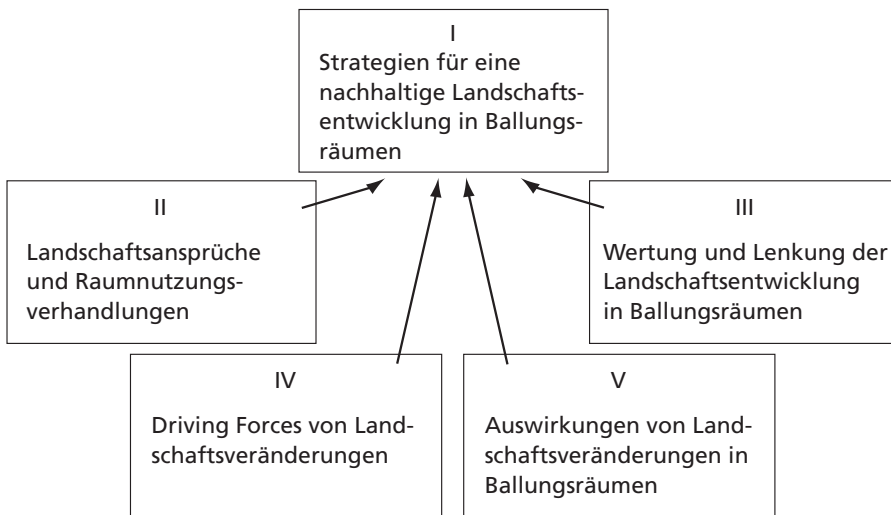 I
Strategien für eine
nachhaltige Landschafts-
entwicklung in Ballungs-
räumen
II
Landschaftsansprüche
und Raumnutzungs-
verhandlungen
III
Wertung und Lenkung der
Landschaftsentwicklung
in Ballungsräumen
IV
Driving Forces von Land-
schaftsveränderungen
V
Auswirkungen von Land-
schaftsveränderungen in
Ballungsräumen